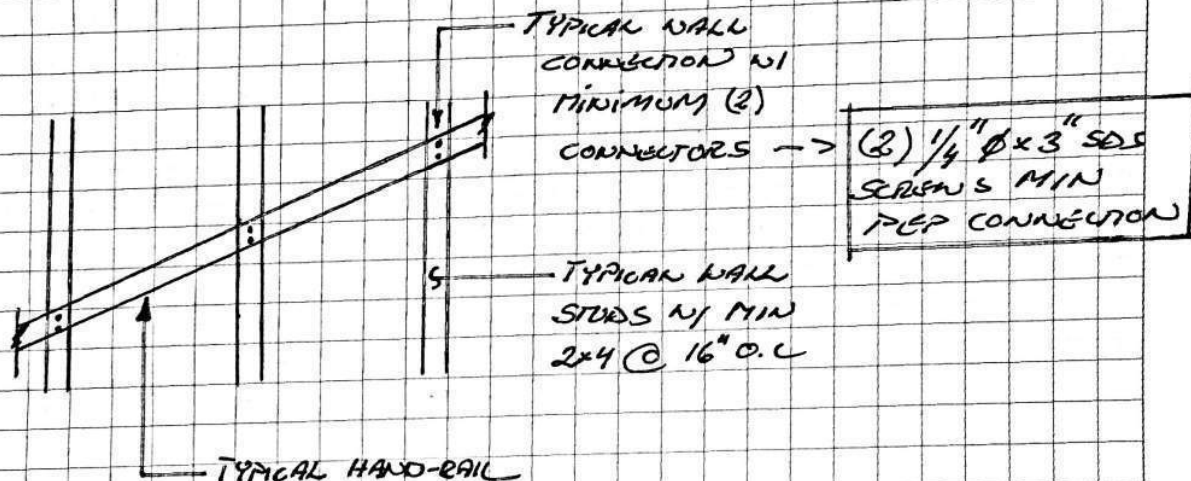 TYPICAL WALL
CONNECTION W/
MINIMUM (2)
CONNECTORS -->
(2) 1/4" Ø x 3" SDS
SCREWS MIN
PER CONNECTION
TYPICAL WALL
STUDS W/ MIN
2x4 @ 16" O.C
TYPICAL HAND-RAIL